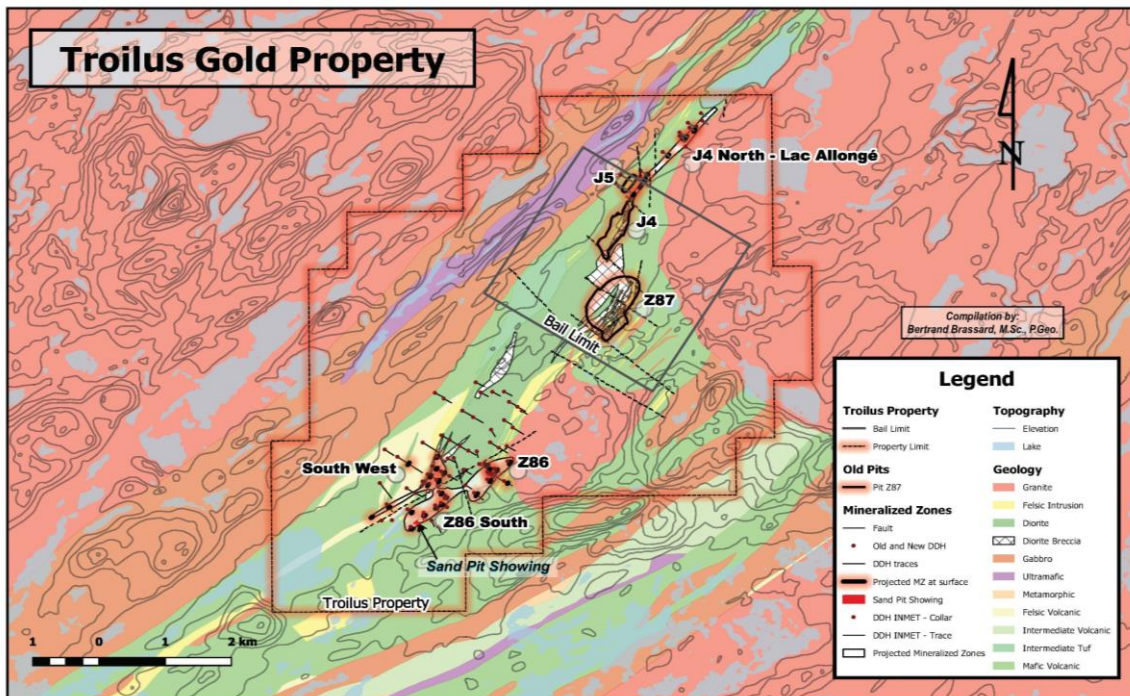 Troilus Gold Property
N
J4 North - Lac Allongé
J5
J4
Z87
Bail Limit
Compilation by:
Bertrand Brassard, M.Sc., P.Geo.
South West
Z86
Z86 South
Sand Pit Showing
Troilus Property
1 0 1 2 km
Legend
Troilus Property
Bail Limit
Property Limit
Old Pits
Pit Z87
Mineralized Zones
Fault
Old and New DDH
DDH traces
Projected MZ at surface
Sand Pit Showing
DDH INMET - Collar
DDH INMET - Trace
Projected Mineralized Zones
Topography
Elevation
Lake
Geology
Granite
Felsic Intrusion
Diorite
Diorite Breccia
Gabbro
Ultramafic
Metamorphic
Felsic Volcanic
Intermediate Volcanic
Intermediate Tuf
Mafic Volcanic